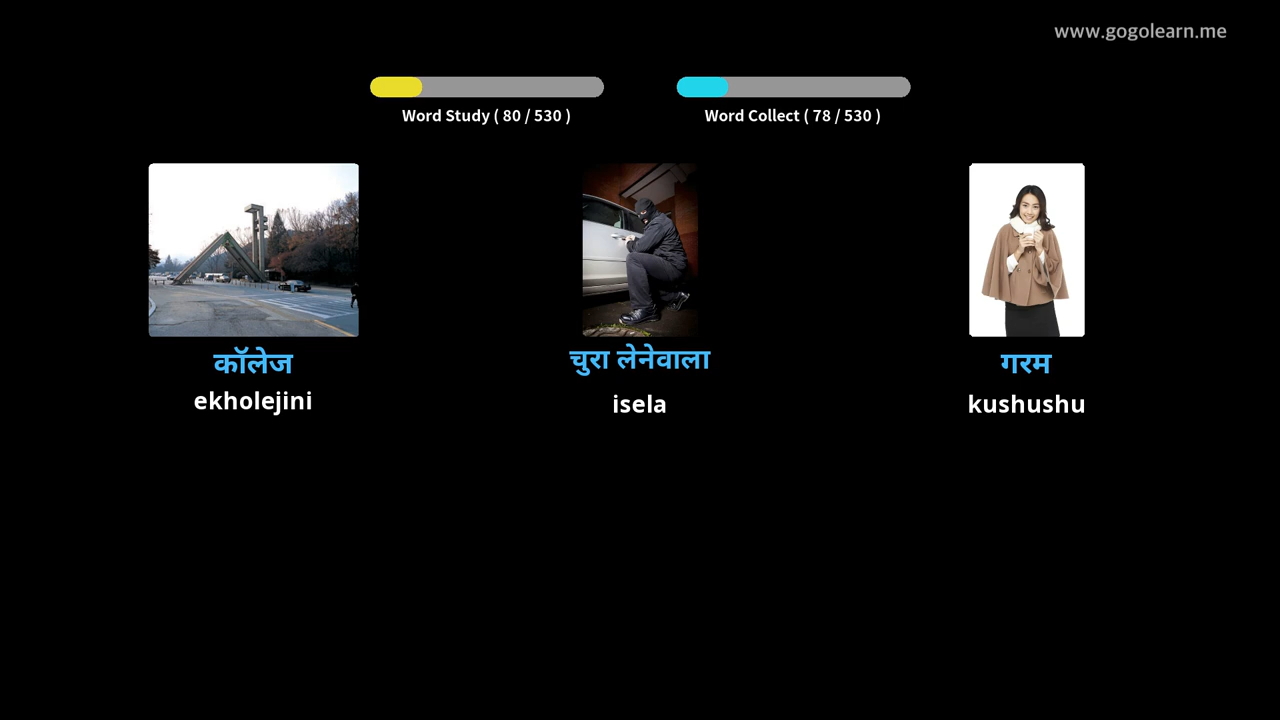 www.gogolearn.me
Word Study ( 80 / 530 )
Word Collect ( 78 / 530 )
कॉलेज
चुरा लेनेवाला
गरम
ekholejini
isela
kushushu